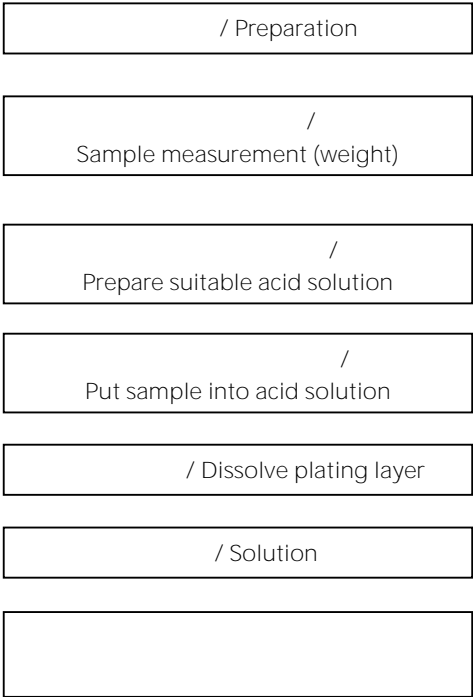 / Preparation
/
Sample measurement (weight)
/
Prepare suitable acid solution
/
Put sample into acid solution
/ Dissolve plating layer
/ Solution